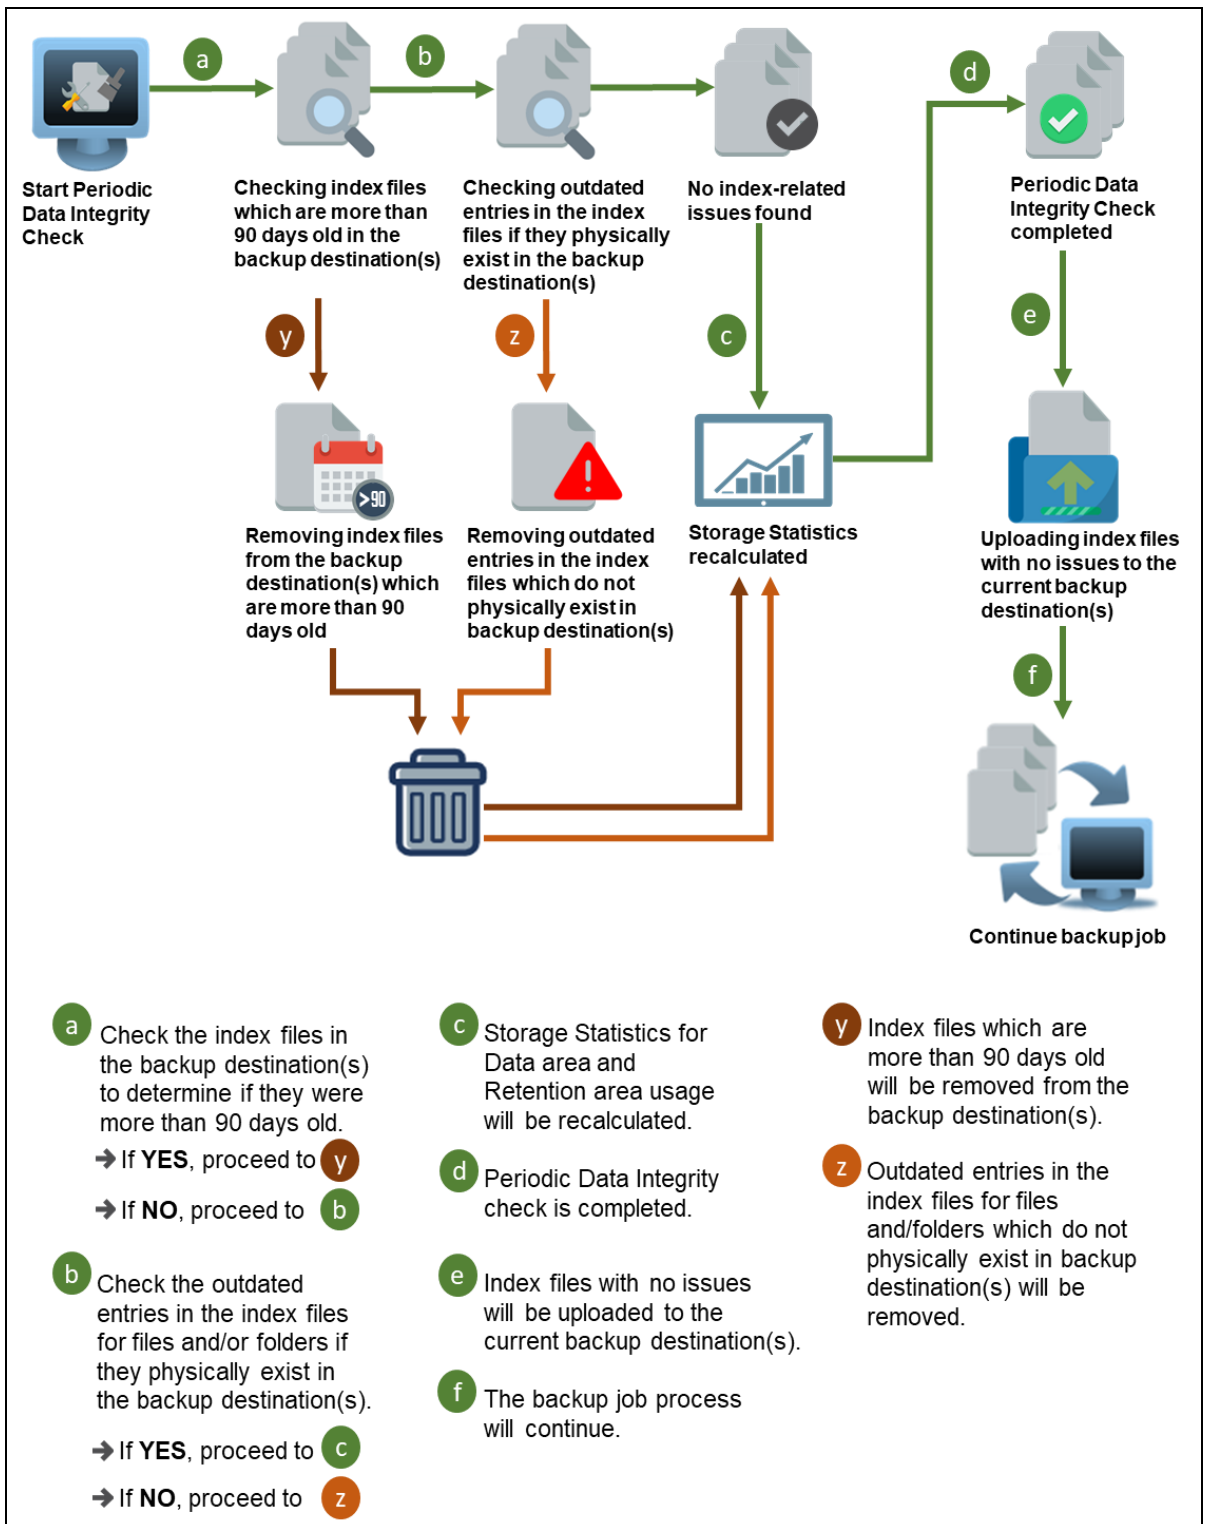 a
b
d
Start Periodic
Data Integrity
Check
Checking index files
which are more than
90 days old in the
backup destination(s)
Checking outdated
entries in the index
files if they physically
exist in the backup
destination(s)
No index-related
issues found
Periodic Data
Integrity Check
completed
y
z
c
e
>90
Removing index files
from the backup
destination(s) which
are more than 90
days old
Removing outdated
entries in the index
files which do not
physically exist in
backup destination(s)
Storage Statistics
recalculated
Uploading index files
with no issues to the
current backup
destination(s)
f
Continue backup job
a
Check the index files in
the backup destination(s)
to determine if they were
more than 90 days old.
➔ If YES, proceed to y
➔ If NO, proceed to b
b
Check the outdated
entries in the index files
for files and/or folders if
they physically exist in
the backup destination(s).
➔ If YES, proceed to c
➔ If NO, proceed to z
c
Storage Statistics for
Data area and
Retention area usage
will be recalculated.
d
Periodic Data Integrity
check is completed.
e
Index files with no issues
will be uploaded to the
current backup destination(s).
f
The backup job process
will continue.
y
Index files which are
more than 90 days old
will be removed from the
backup destination(s).
z
Outdated entries in the
index files for files
and/folders which do not
physically exist in backup
destination(s) will be
removed.